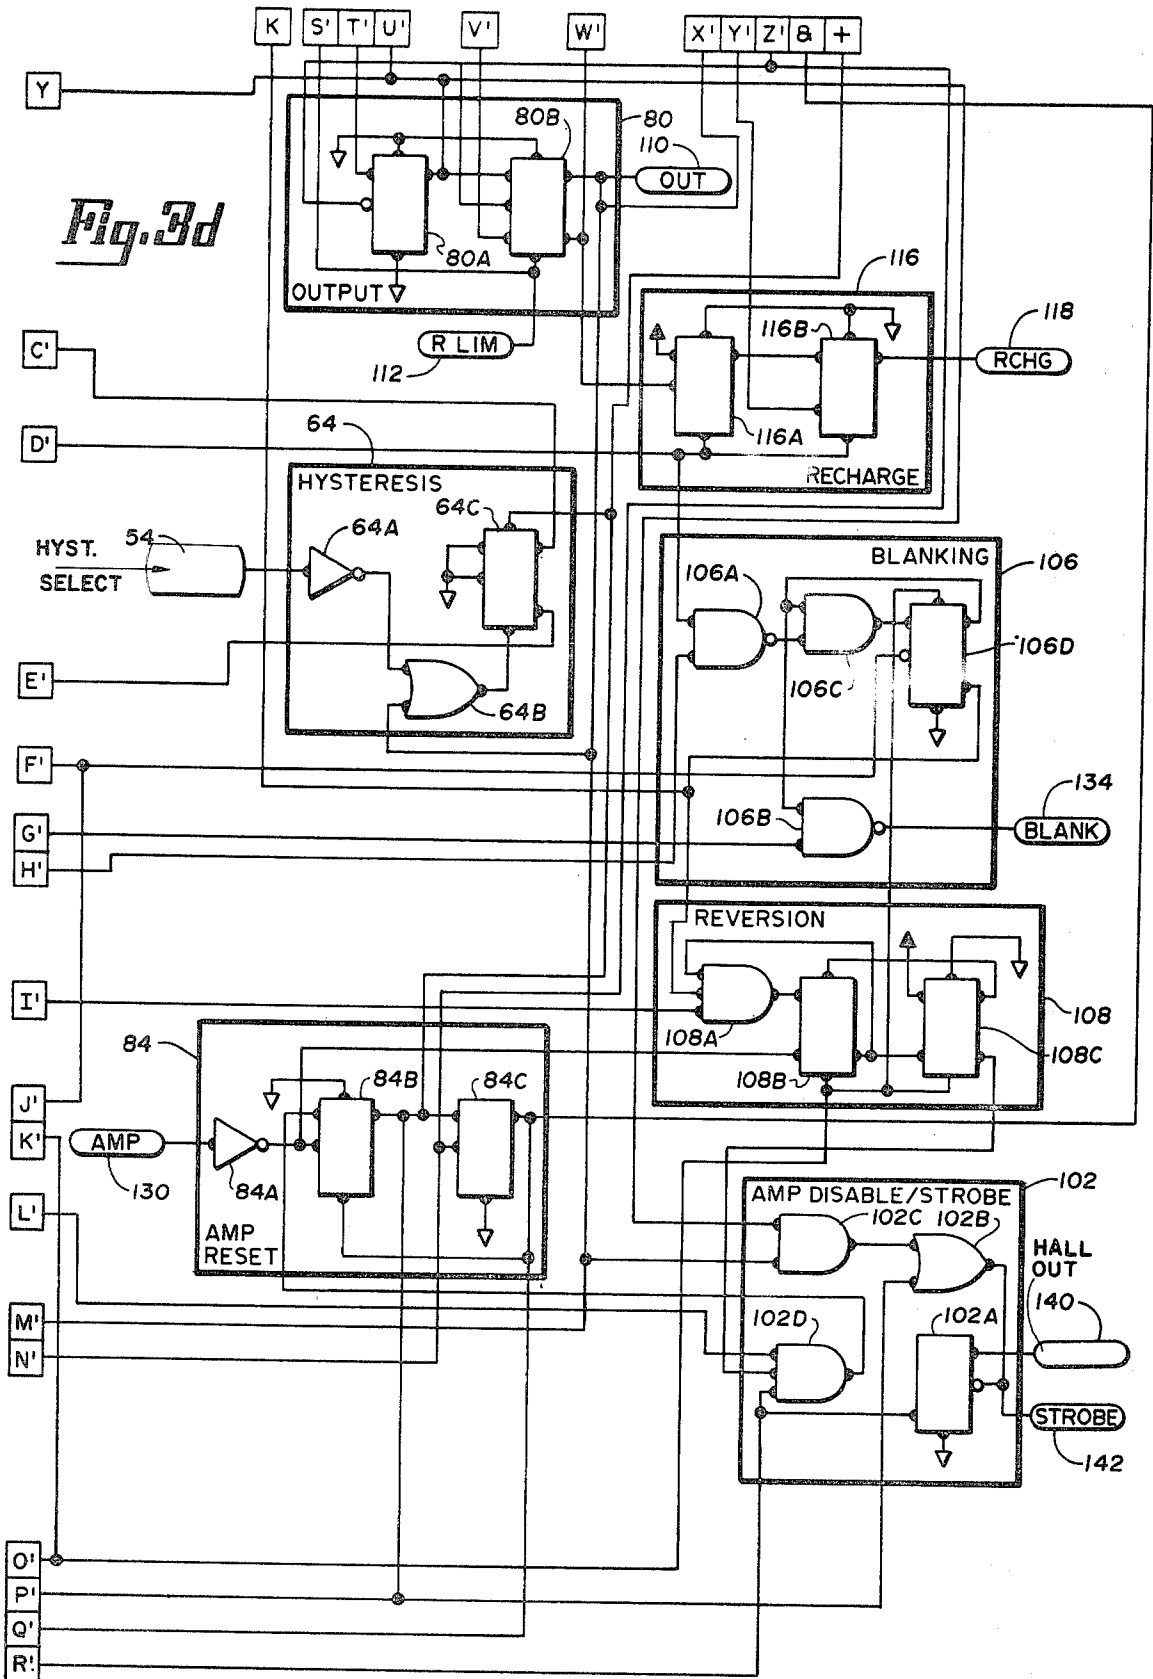 K S' T' U' V' W' X' Y' Z' & +
Y
80B 80
110
OUT
Fig. 3d
80A
OUTPUT
116
R LIM
112
116B
118
RCHG
C'
116A
D'
RECHARGE
64
HYSTERESIS
64C
64A
HYST.
SELECT
54
BLANKING
106
106A
106D
106C
E'
64B
F'
134
106B
BLANK
G'
H'
REVERSION
I'
108
108A
108C
108B
84
84B 84C
J'
K'
AMP
130
84A
AMP
RESET
L'
AMP DISABLE/STROBE
102
102C 102B
HALL
OUT
140
102D
102A
M'
N'
STROBE
142
O'
P'
Q'
R'